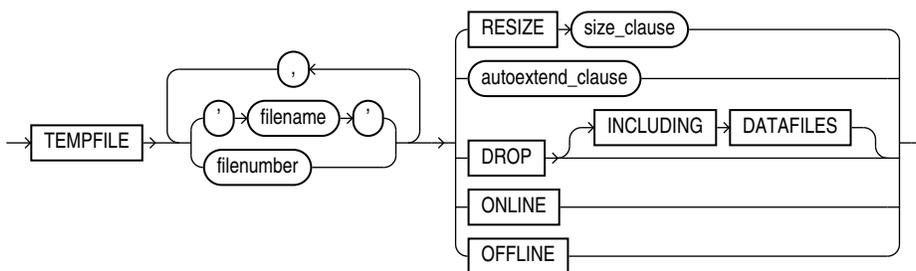 RESIZE size_clause
,
autoextend_clause
' filename '
INCLUDING DATAFILES
TEMPFILE
filenumber
DROP
ONLINE
OFFLINE